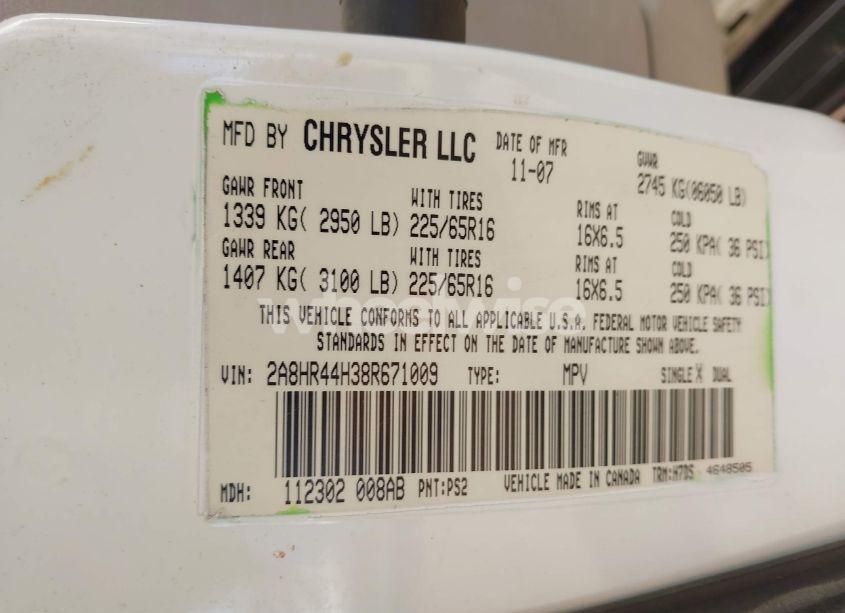 MFD BY CHRYSLER LLC DATE OF MFR 11-07 GVWR 2745 KG(06050 LB)
GAWR FRONT WITH TIRES RIMS AT COLD
1339 KG( 2950 LB) 225/65R16 16X6.5 250 KPA( 36 PSI)
GAWR REAR WITH TIRES RIMS AT COLD
1407 KG( 3100 LB) 225/65R16 16X6.5 250 KPA( 36 PSI)
wheelwise
THIS VEHICLE CONFORMS TO ALL APPLICABLE U.S.A. FEDERAL MOTOR VEHICLE SAFETY
STANDARDS IN EFFECT ON THE DATE OF MANUFACTURE SHOWN ABOVE.
VIN: 2A8HR44H38R671009 TYPE: MPV SINGLE X DUAL
MDH: 112302 008AB PNT:PS2 VEHICLE MADE IN CANADA TRM:H7DS 4648505